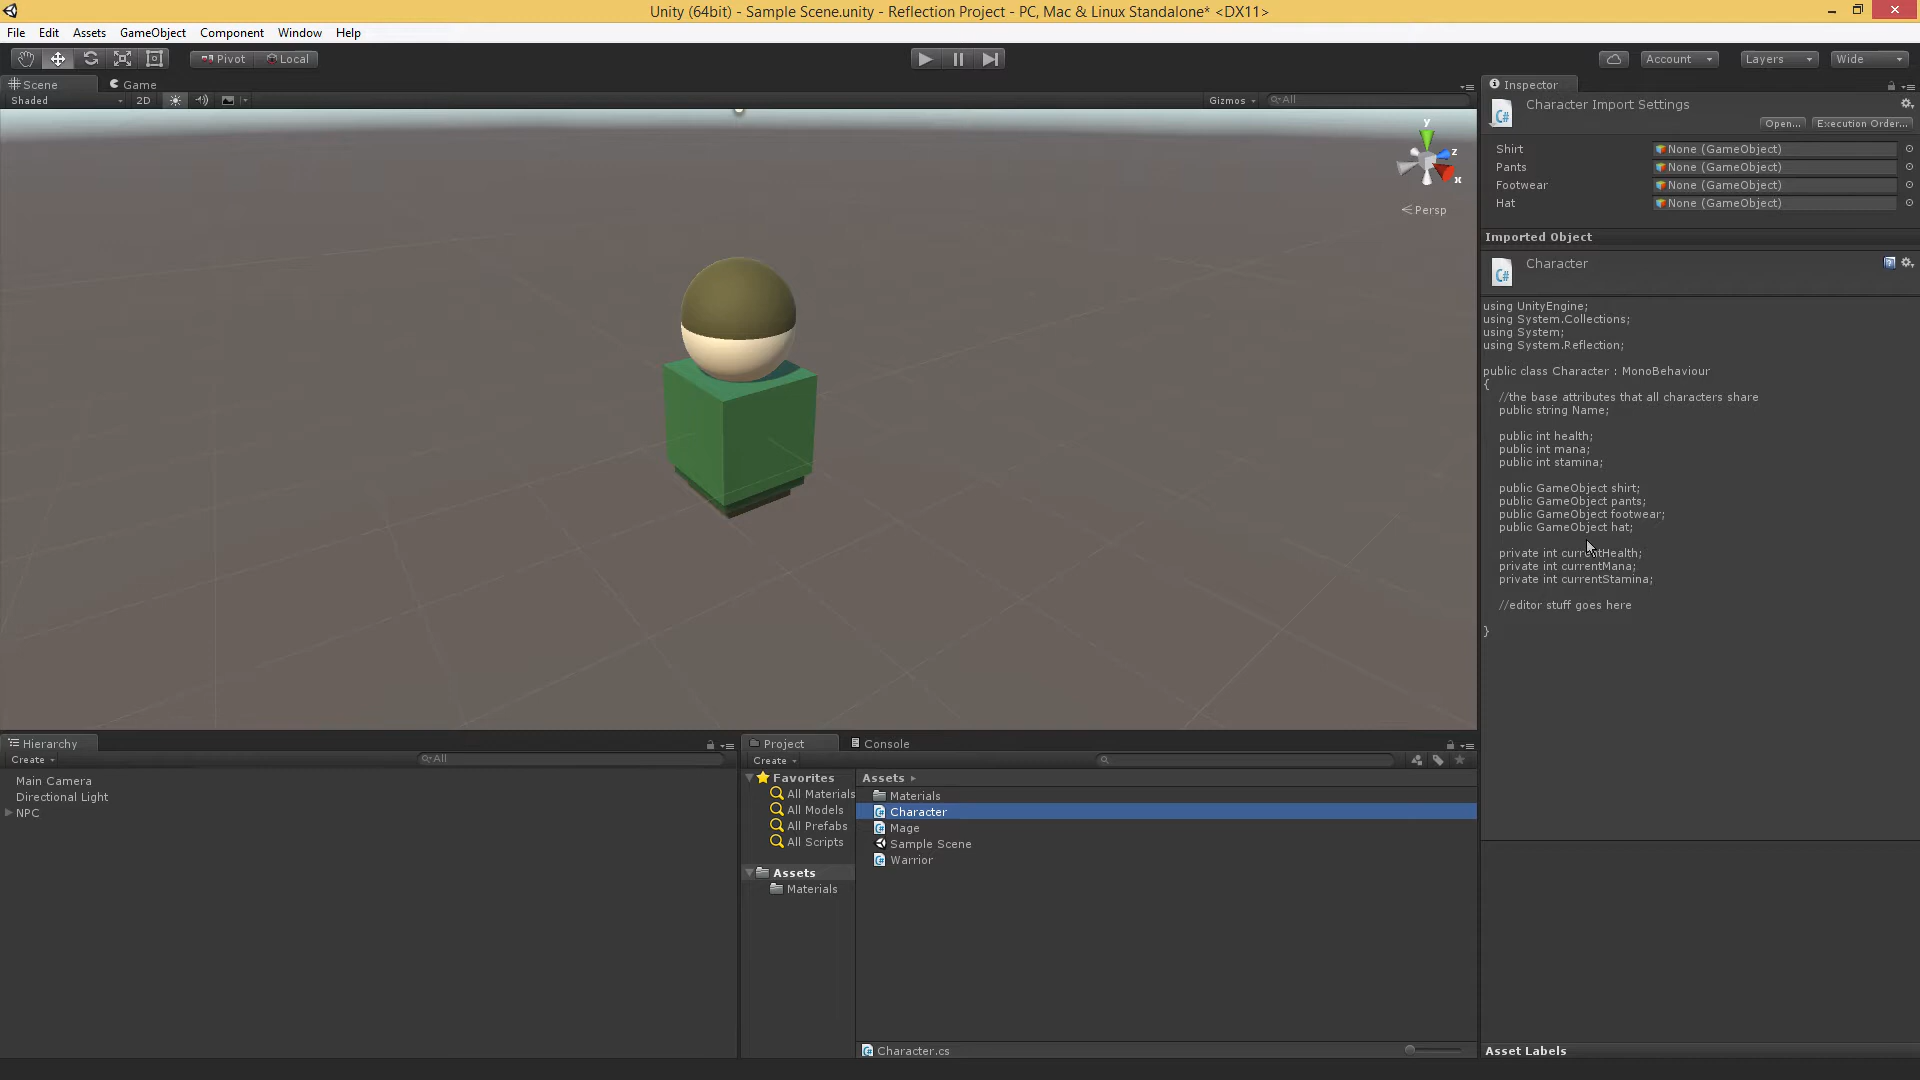 Unity (64bit) - Sample Scene.unity - Reflection Project - PC, Mac & Linux Standalone* <DX11>
File Edit Assets GameObject Component Window Help
Pivot Local Account Layers Wide
Scene Game
Shaded 2D Gizmos All
y
z
x
Persp
Inspector
Character Import Settings
Open... Execution Order...
Shirt None (GameObject)
Pants None (GameObject)
Footwear None (GameObject)
Hat None (GameObject)
Imported Object
Character
using UnityEngine;
using System.Collections;
using System;
using System.Reflection;
public class Character : MonoBehaviour
{
//the base attributes that all characters share
public string Name;
public int health;
public int mana;
public int stamina;
public GameObject shirt;
public GameObject pants;
public GameObject footwear;
public GameObject hat;
private int currentHealth;
private int currentMana;
private int currentStamina;
//editor stuff goes here
}
Asset Labels
Hierarchy
Create All
Main Camera
Directional Light
NPC
Project Console
Create
Favorites
All Materials
All Models
All Prefabs
All Scripts
Assets
Materials
Assets
Materials
Character
Mage
Sample Scene
Warrior
Character.cs